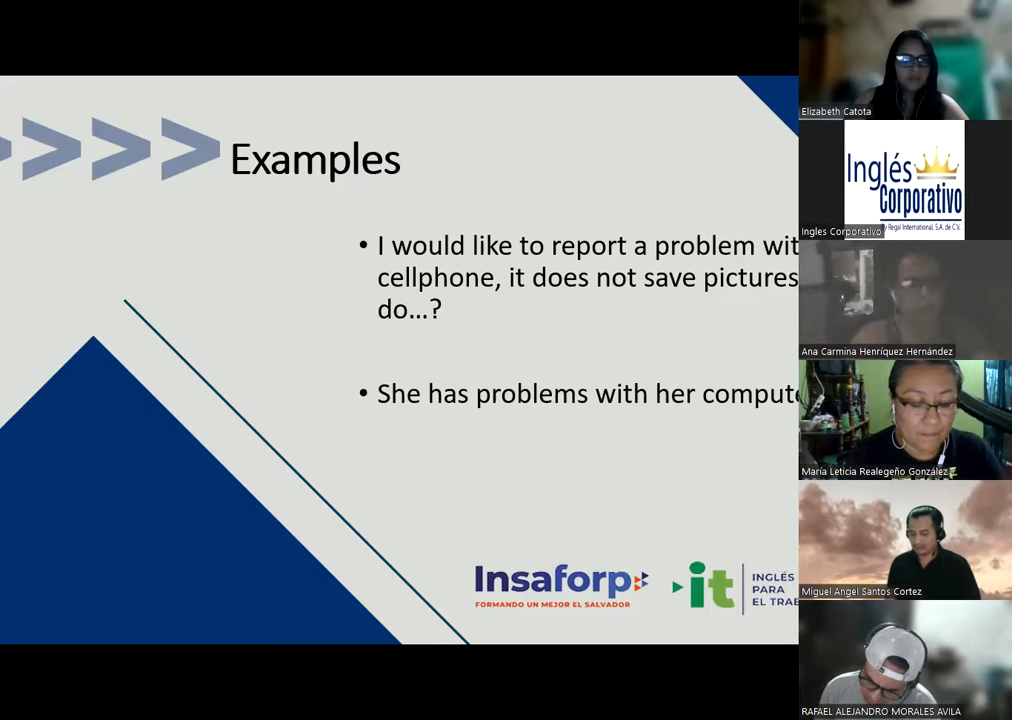 Examples
• I would like to report a problem wit
cellphone, it does not save pictures
do...?
• She has problems with her compute
Insaforp
FORMANDO UN MEJOR EL SALVADOR
it
INGLÉS
PARA
EL TRAB
Elizabeth Catota
Inglés
Corporativo
By Regal International, S.A. de C.V.
Ingles Corporativo
Ana Carmina Henríquez Hernández
María Leticia Realegeño González
Miguel Angel Santos Cortez
RAFAEL ALEJANDRO MORALES AVILA